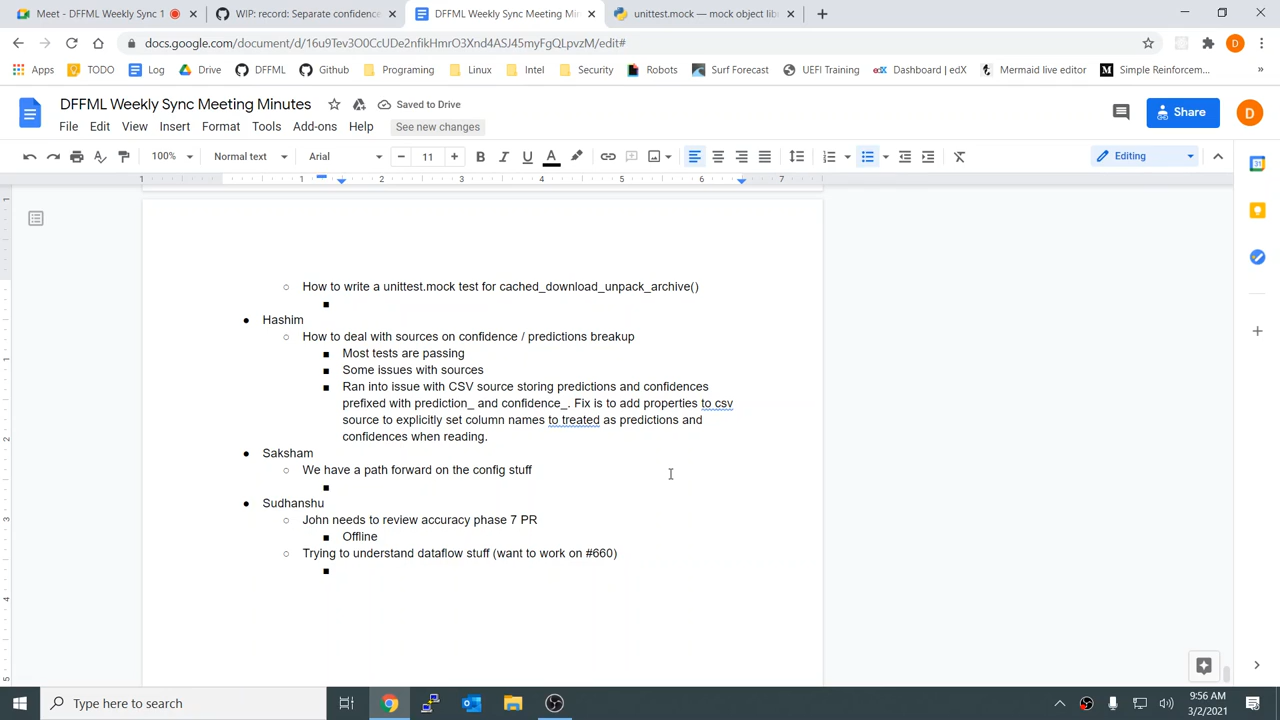 Meet - DFFML Weekly Sync-1
WIP: record: Separate confidence
DFFML Weekly Sync Meeting Min
unittest.mock — mock object lib
docs.google.com/document/d/16u9Tev3O0CcUDe2nfikHmrO3Xnd4ASJ45myFgQLpvzM/edit#
Apps
TODO
Log
Drive
DFFML
Github
Programing
Linux
Intel
Security
Robots
Surf Forecast
UEFI Training
Dashboard | edX
Mermaid live editor
Simple Reinforcem...
DFFML Weekly Sync Meeting Minutes
Saved to Drive
File Edit View Insert Format Tools Add-ons Help
See new changes
Share
D
100%
Normal text
Arial
11
Editing
1 1 2 3 4 5 6 7
How to write a unittest.mock test for cached_download_unpack_archive()
Hashim
How to deal with sources on confidence / predictions breakup
Most tests are passing
Some issues with sources
Ran into issue with CSV source storing predictions and confidences
prefixed with prediction_ and confidence_. Fix is to add properties to csv
source to explicitly set column names to treated as predictions and
confidences when reading.
Saksham
We have a path forward on the config stuff
Sudhanshu
John needs to review accuracy phase 7 PR
Offline
Trying to understand dataflow stuff (want to work on #660)
Type here to search
9:56 AM
3/2/2021